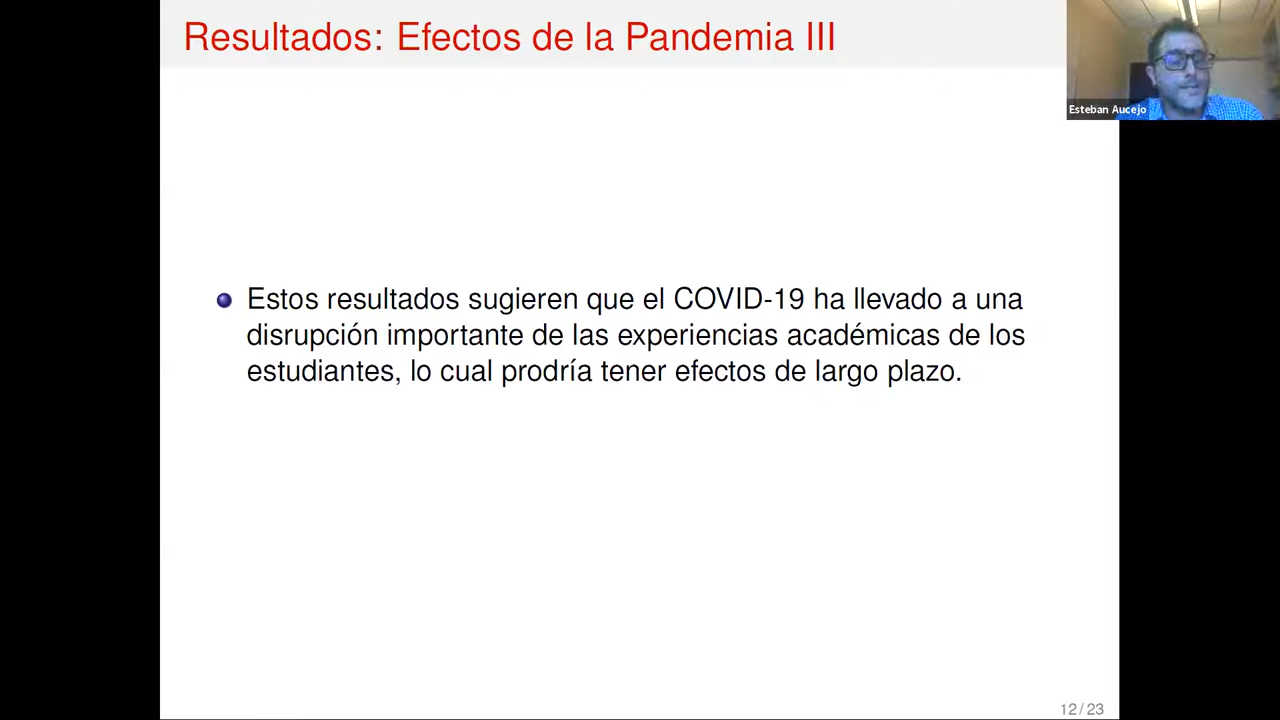 Resultados: Efectos de la Pandemia III
Esteban Aucejo
Estos resultados sugieren que el COVID-19 ha llevado a una
disrupción importante de las experiencias académicas de los
estudiantes, lo cual prodría tener efectos de largo plazo.
12/23